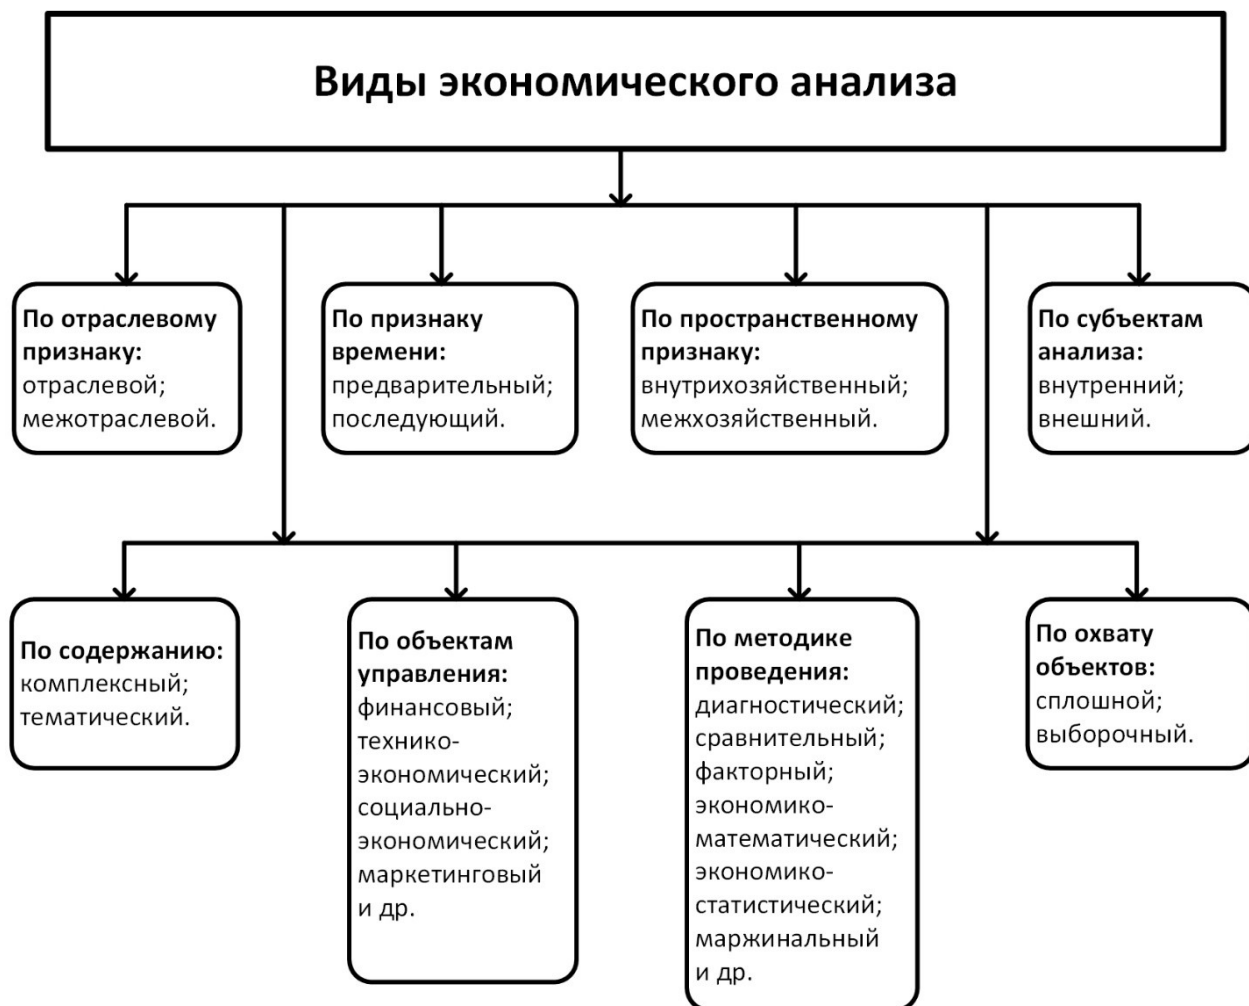 Виды экономического анализа
По отраслевому
признаку:
отраслевой;
межотраслевой.
По признаку
времени:
предварительный;
последующий.
По пространственному
признаку:
внутрихозяйственный;
межхозяйственный.
По субъектам
анализа:
внутренний;
внешний.
По содержанию:
комплексный;
тематический.
По объектам
управления:
финансовый;
технико-
экономический;
социально-
экономический;
маркетинговый
и др.
По методике
проведения:
диагностический;
сравнительный;
факторный;
экономико-
математический;
экономико-
статистический;
маржинальный
и др.
По охвату
объектов:
сплошной;
выборочный.